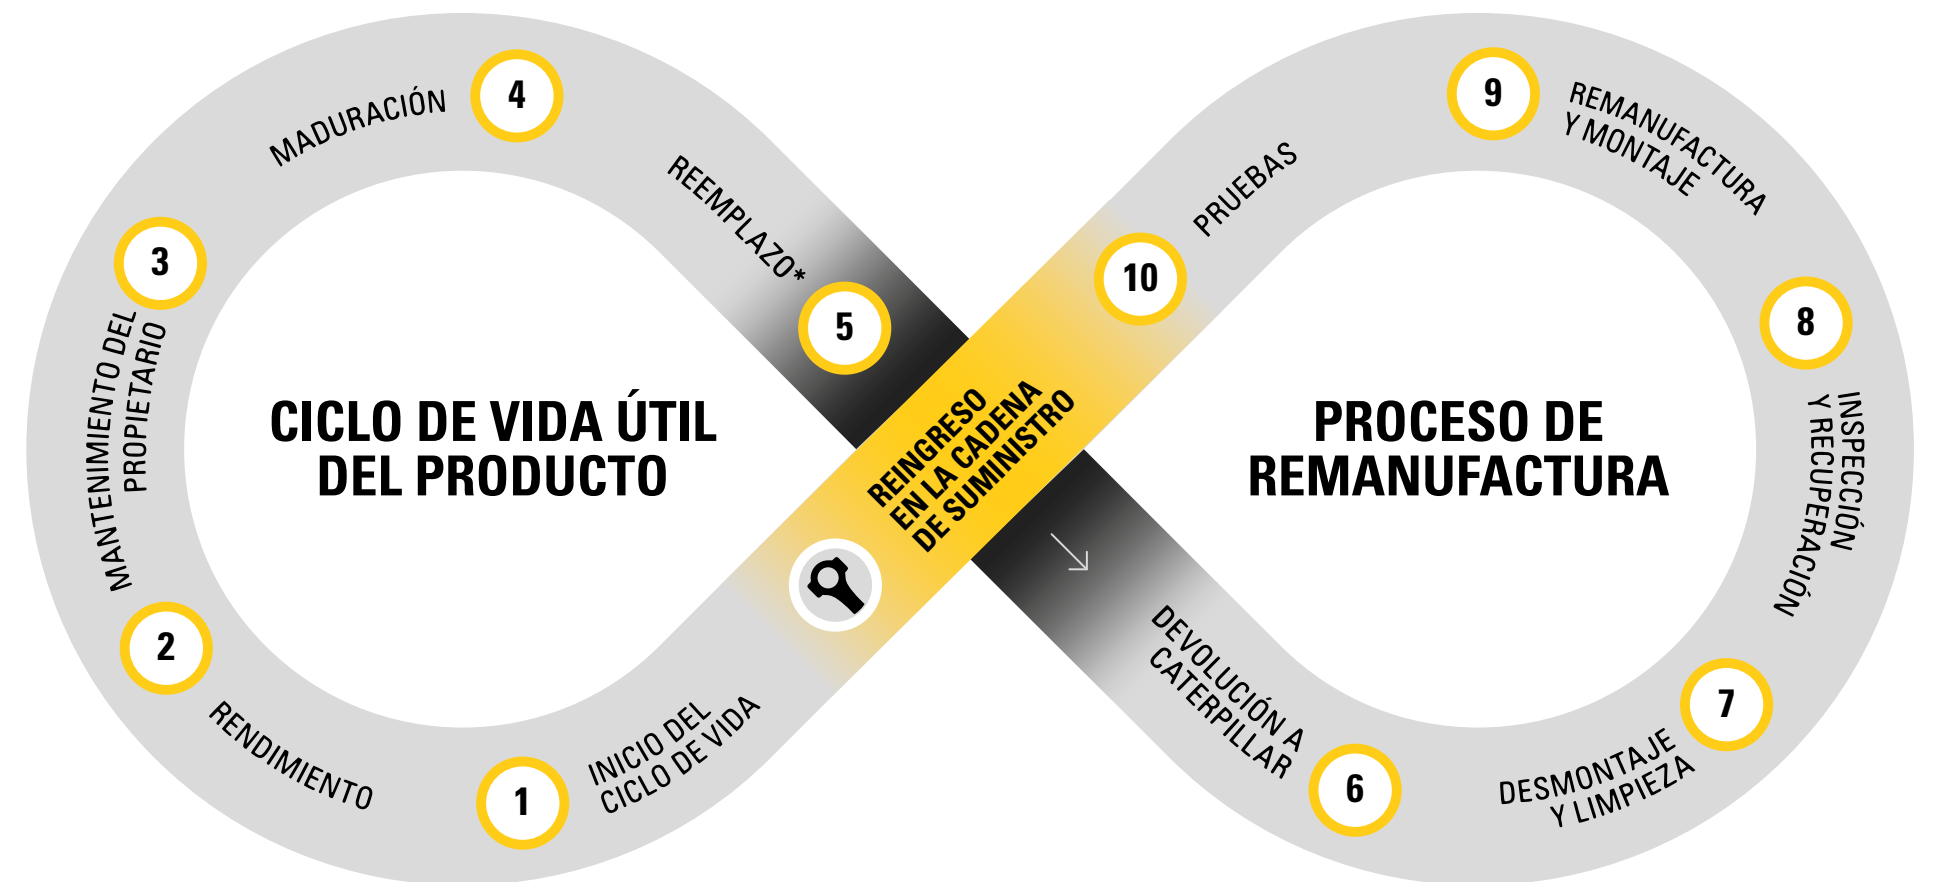 CICLO DE VIDA ÚTIL
DEL PRODUCTO
1
INICIO DEL
CICLO DE VIDA
2
RENDIMIENTO
3
MANTENIMIENTO DEL
PROPIETARIO
4
MADURACIÓN
5
REEMPLAZO*
REINGRESO
EN LA CADENA
DE SUMINISTRO
PROCESO DE
REMANUFACTURA
6
DEVOLUCIÓN A
CATERPILLAR
7
DESMONTAJE
Y LIMPIEZA
8
INSPECCIÓN
Y RECUPERACIÓN
9
REMANUFACTURA
Y MONTAJE
10
PRUEBAS